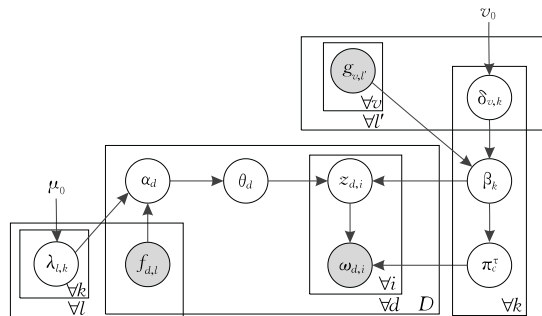 v₀
g_{v,l'}
∀v
∀l'
δ_{v,k}
μ₀
α_d
θ_d
z_{d,i}
β_k
λ_{l,k}
∀k
∀l
f_{d,l}
ω_{d,i}
∀i
∀d D
π_c^τ
∀k